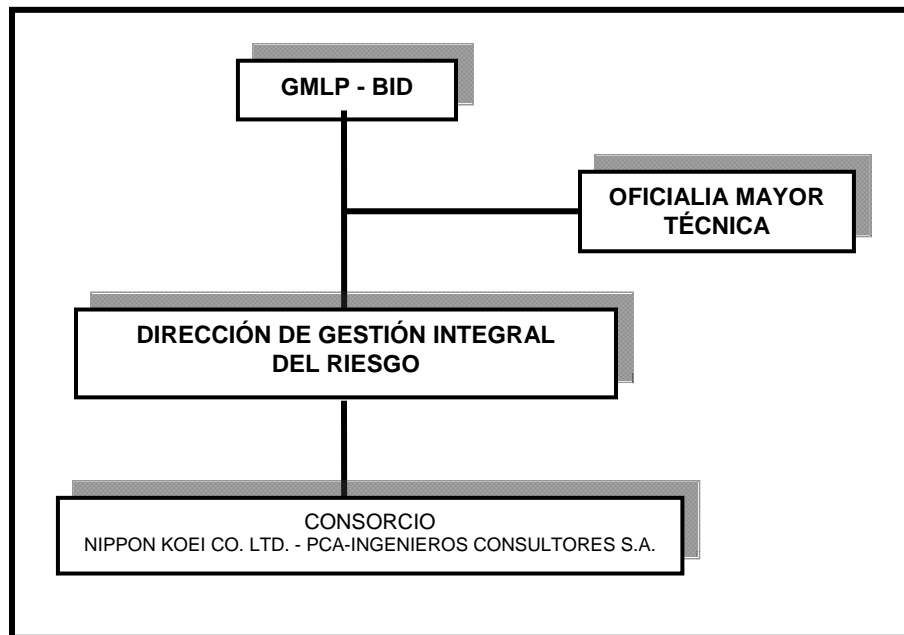 GMLP - BID
OFICIALIA MAYOR
TÉCNICA
DIRECCIÓN DE GESTIÓN INTEGRAL
DEL RIESGO
CONSORCIO
NIPPON KOEI CO. LTD. - PCA-INGENIEROS CONSULTORES S.A.